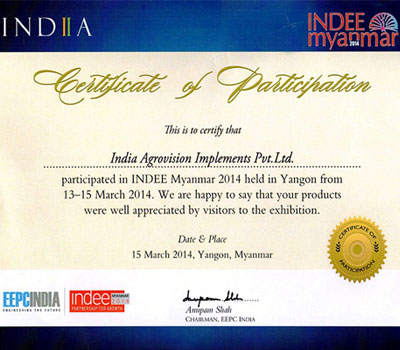 INDIIA
INDEE
myanmar
2014
Certificate of Participation
This is to certify that
India Agrovision Implements Pvt.Ltd.
participated in INDEE Myanmar 2014 held in Yangon from
13–15 March 2014. We are happy to say that your products
were well appreciated by visitors to the exhibition.
Date & Place
15 March 2014, Yangon, Myanmar
CERTIFICATE OF
PARTICIPATION
EEPCINDIA
ENGINEERING THE FUTURE
indee MYANMAR
2014
PARTNERSHIP FOR GROWTH
Anupam Shah
CHAIRMAN, EEPC INDIA